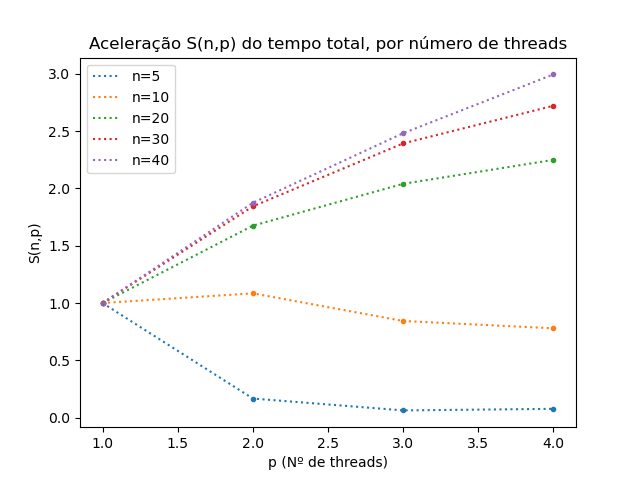 Aceleração S(n,p) do tempo total, por número de threads
n=5
n=10
n=20
n=30
n=40
S(n,p)
3.0
2.5
2.0
1.5
1.0
0.5
0.0
1.0 1.5 2.0 2.5 3.0 3.5 4.0
p (Nº de threads)